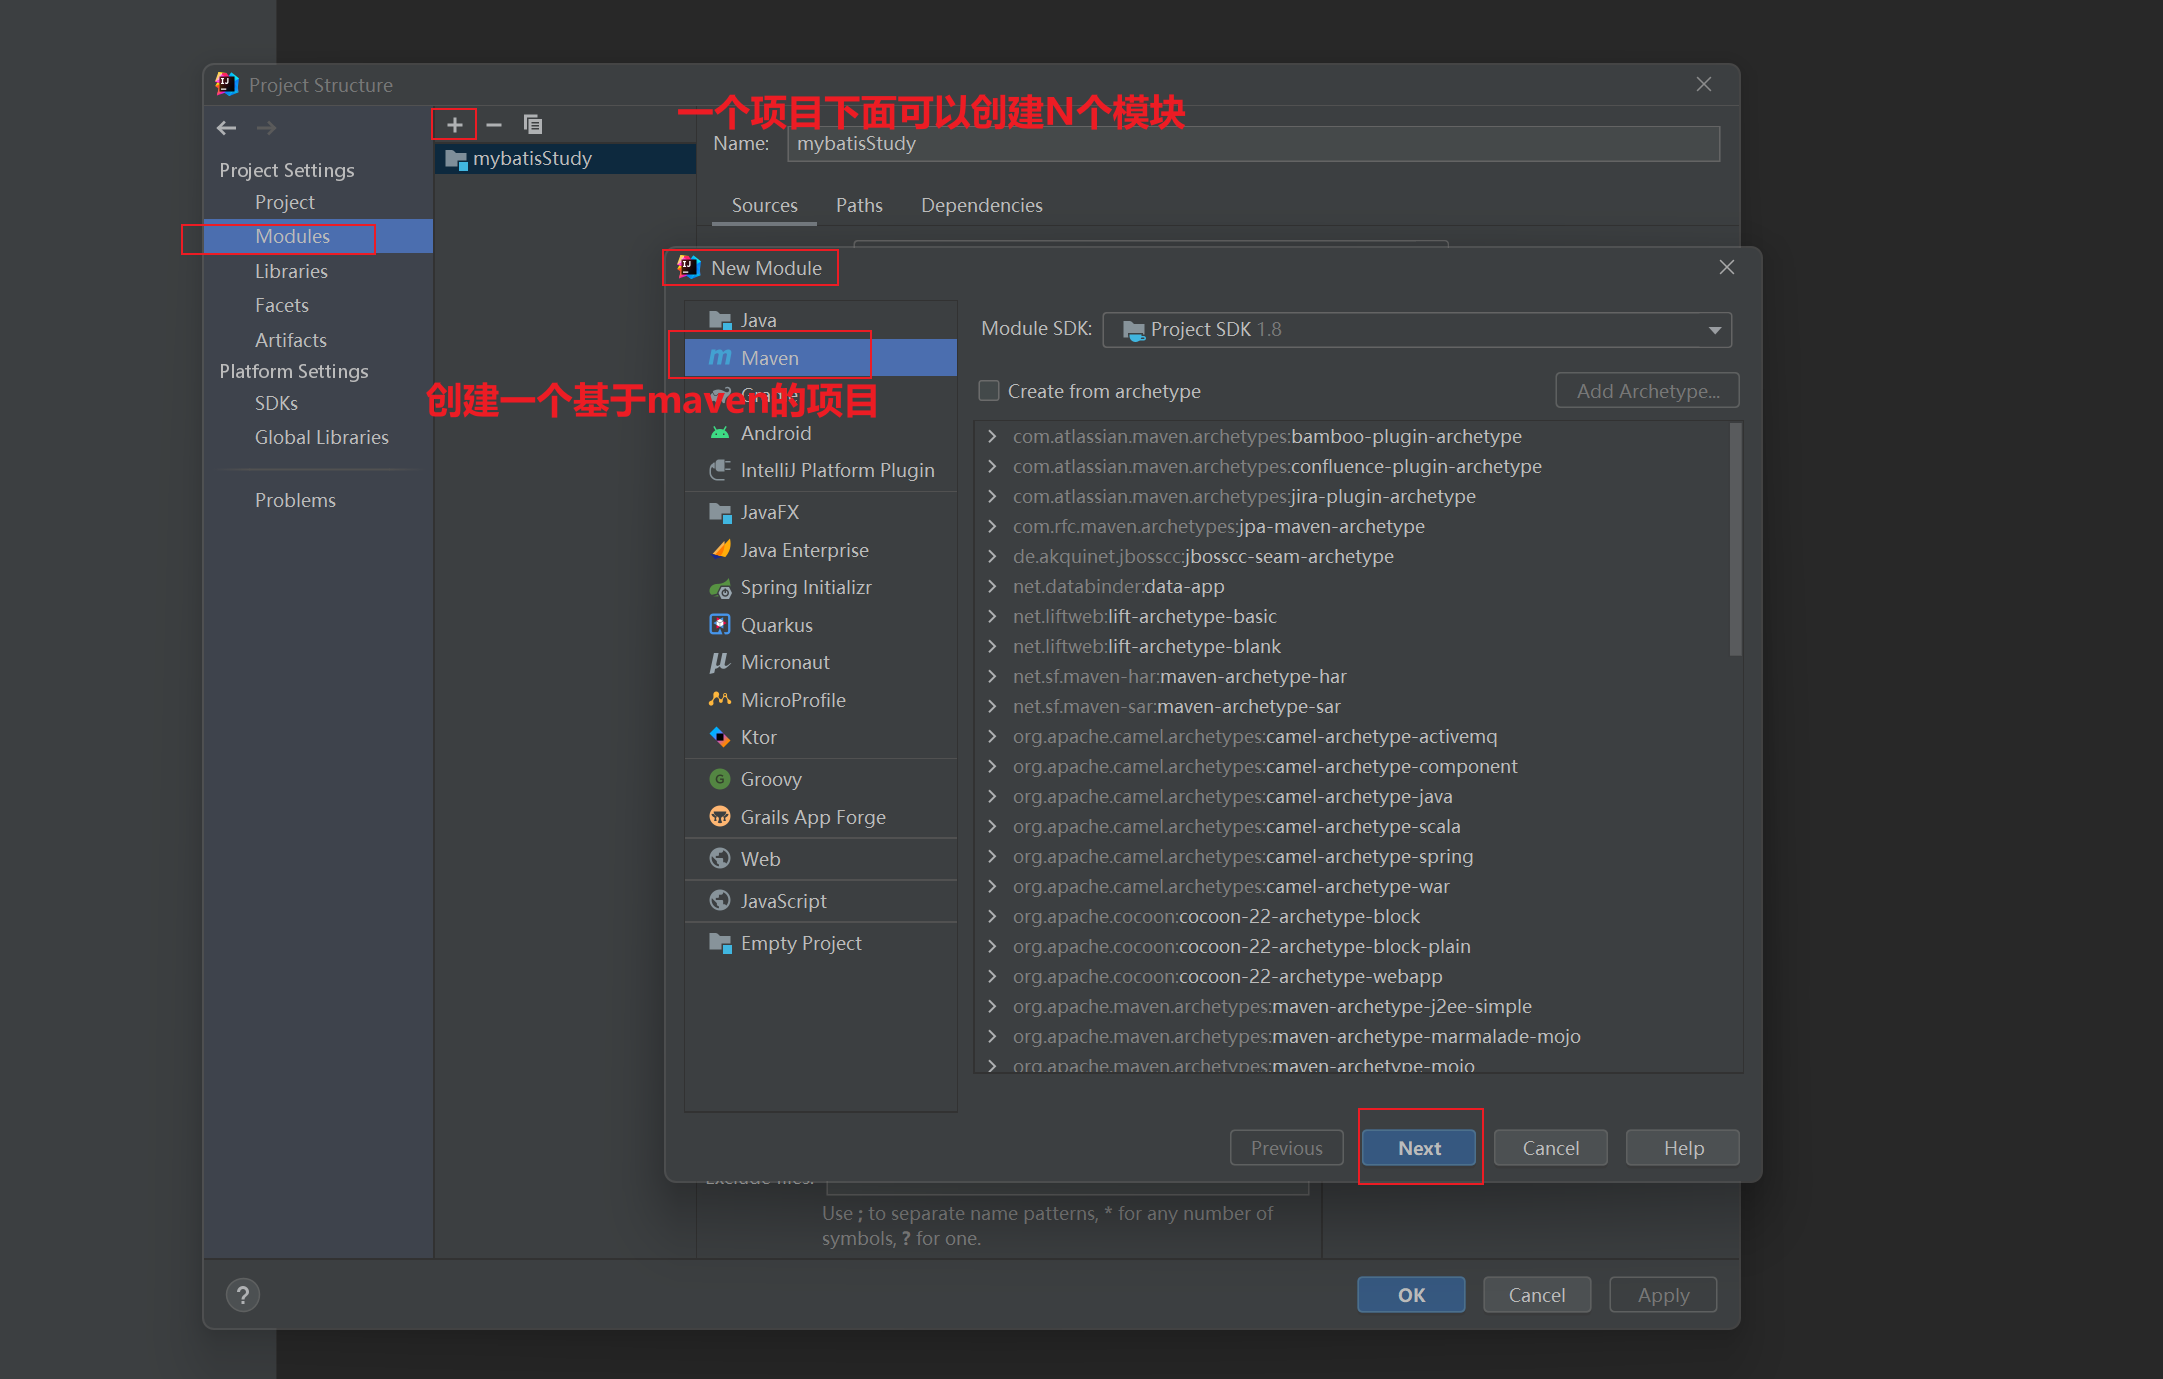 Project Structure
一个项目下面可以创建N个模块
Name: mybatisStudy
mybatisStudy
Project Settings
Project
Modules
Libraries
Facets
Artifacts
Platform Settings
SDKs
Global Libraries
Problems
Sources Paths Dependencies
New Module
Java
Maven
创建一个基于maven的项目
Gradle
Android
IntelliJ Platform Plugin
JavaFX
Java Enterprise
Spring Initializr
Quarkus
Micronaut
MicroProfile
Ktor
Groovy
Grails App Forge
Web
JavaScript
Empty Project
Module SDK: Project SDK 1.8
Create from archetype Add Archetype...
com.atlassian.maven.archetypes:bamboo-plugin-archetype
com.atlassian.maven.archetypes:confluence-plugin-archetype
com.atlassian.maven.archetypes:jira-plugin-archetype
com.rfc.maven.archetypes:jpa-maven-archetype
de.akquinet.jbosscc:jbosscc-seam-archetype
net.databinder:data-app
net.liftweb:lift-archetype-basic
net.liftweb:lift-archetype-blank
net.sf.maven-har:maven-archetype-har
net.sf.maven-sar:maven-archetype-sar
org.apache.camel.archetypes:camel-archetype-activemq
org.apache.camel.archetypes:camel-archetype-component
org.apache.camel.archetypes:camel-archetype-java
org.apache.camel.archetypes:camel-archetype-scala
org.apache.camel.archetypes:camel-archetype-spring
org.apache.camel.archetypes:camel-archetype-war
org.apache.cocoon:cocoon-22-archetype-block
org.apache.cocoon:cocoon-22-archetype-block-plain
org.apache.cocoon:cocoon-22-archetype-webapp
org.apache.maven.archetypes:maven-archetype-j2ee-simple
org.apache.maven.archetypes:maven-archetype-marmalade-mojo
org.apache.maven.archetypes:maven-archetype-mojo
Previous Next Cancel Help
Exclude files:
Use ; to separate name patterns, * for any number of
symbols, ? for one.
? OK Cancel Apply